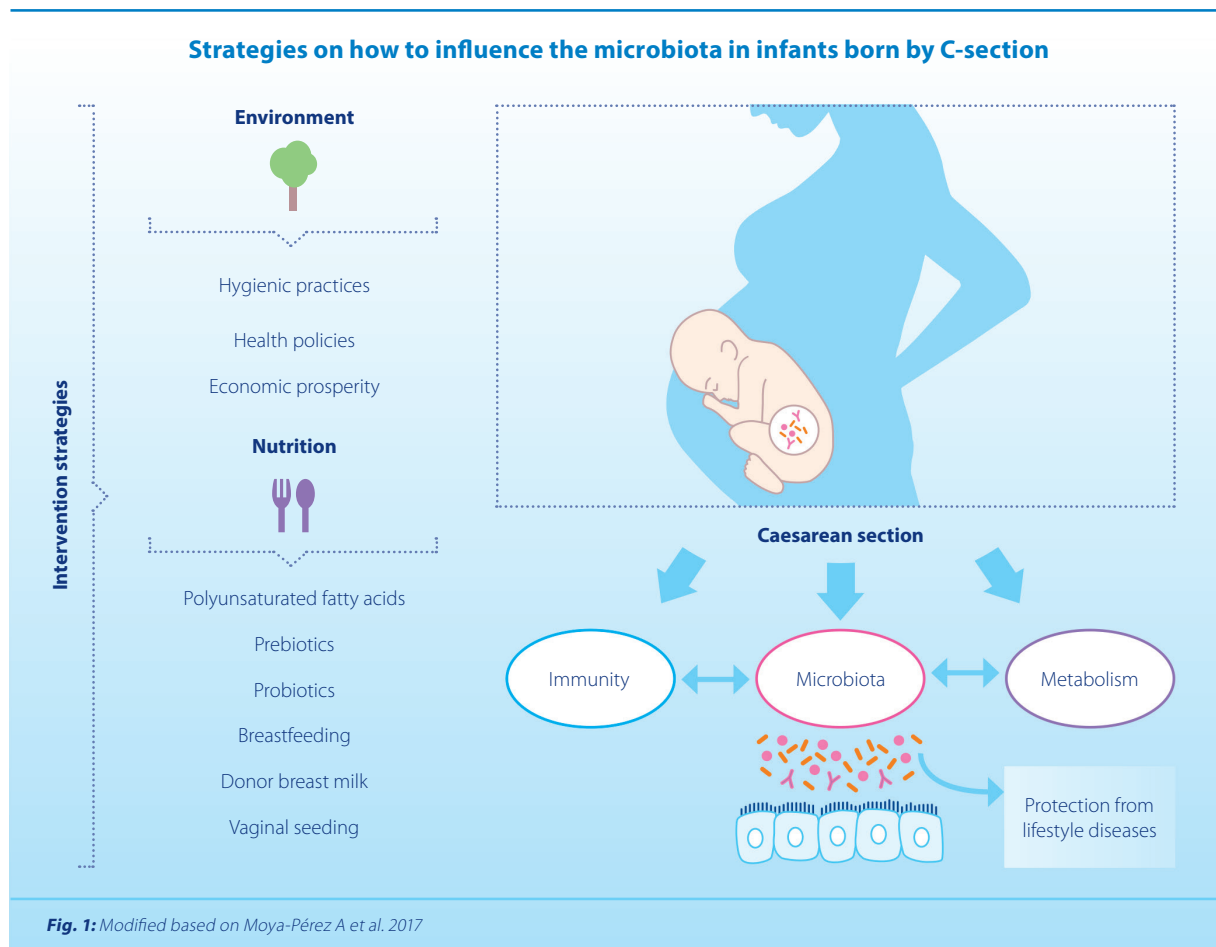 Strategies on how to influence the microbiota in infants born by C-section
Intervention strategies
Environment
Hygienic practices
Health policies
Economic prosperity
Nutrition
Polyunsaturated fatty acids
Prebiotics
Probiotics
Breastfeeding
Donor breast milk
Vaginal seeding
Caesarean section
Immunity
Microbiota
Metabolism
Protection from
lifestyle diseases
Fig. 1: Modified based on Moya-Pérez A et al. 2017